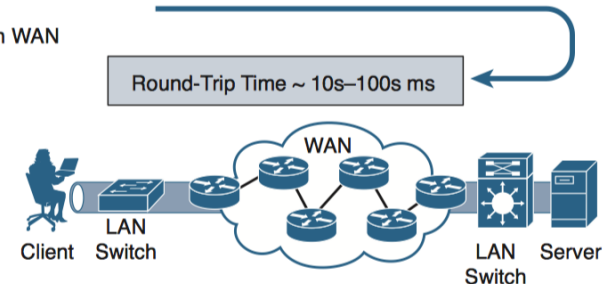 WAN
Round-Trip Time ~ 10s–100s ms
WAN
LAN
Switch
Client
LAN
Switch
Server